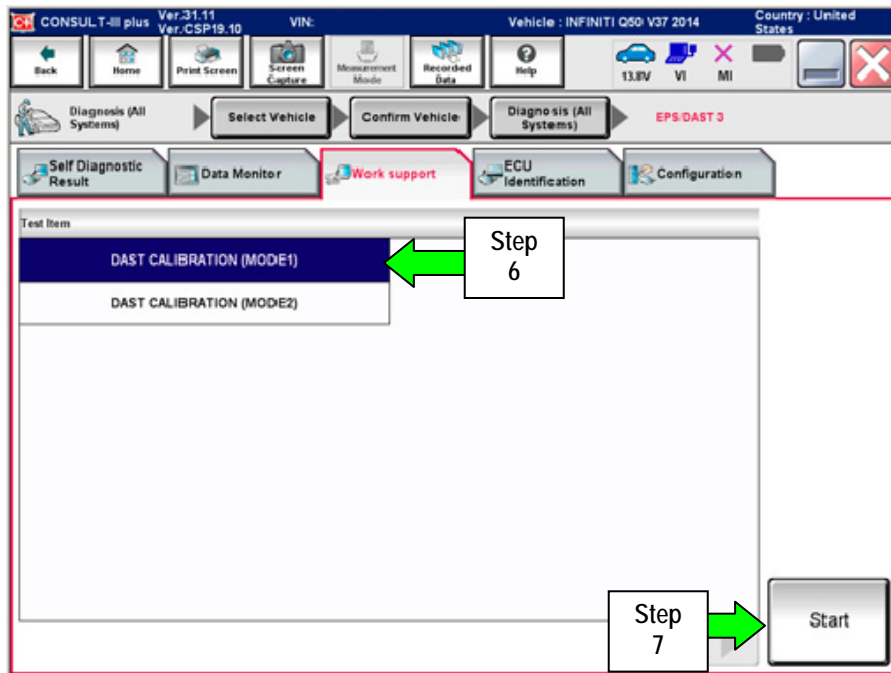 CONSULT-III plus Ver.31.11 VIN: Vehicle : INFINITI Q50 V37 2014 Country : United
Ver.CSP19.10 States
Back Home Print Screen Screen Measurement Recorded Help 13.8V VI MI
Capture Mode Data
Diagnosis (All Select Vehicle Confirm Vehicle Diagnosis (All EPS/DAST 3
Systems) Systems)
Self Diagnostic Data Monitor Work support ECU Configuration
Result Identification
Test Item
Step
6
DAST CALIBRATION (MODE1)
DAST CALIBRATION (MODE2)
Step
7
Start